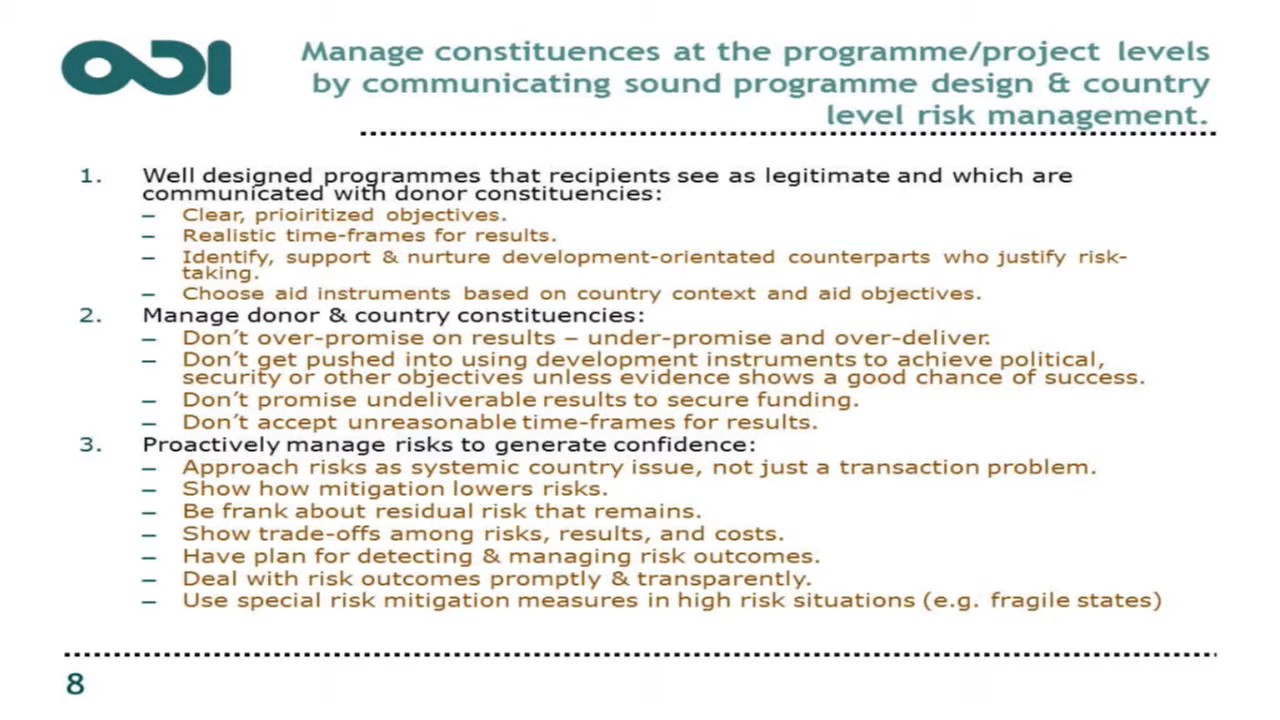 ODI
Manage constituences at the programme/project levels
by communicating sound programme design & country
level risk management.
1. Well designed programmes that recipients see as legitimate and which are
communicated with donor constituencies:
– Clear, prioiritized objectives.
– Realistic time-frames for results.
– Identify, support & nurture development-orientated counterparts who justify risk-
taking.
– Choose aid instruments based on country context and aid objectives.
2. Manage donor & country constituencies:
– Don’t over-promise on results – under-promise and over-deliver.
– Don’t get pushed into using development instruments to achieve political,
security or other objectives unless evidence shows a good chance of success.
– Don’t promise undeliverable results to secure funding.
– Don’t accept unreasonable time-frames for results.
3. Proactively manage risks to generate confidence:
– Approach risks as systemic country issue, not just a transaction problem.
– Show how mitigation lowers risks.
– Be frank about residual risk that remains.
– Show trade-offs among risks, results, and costs.
– Have plan for detecting & managing risk outcomes.
– Deal with risk outcomes promptly & transparently.
– Use special risk mitigation measures in high risk situations (e.g. fragile states)
8